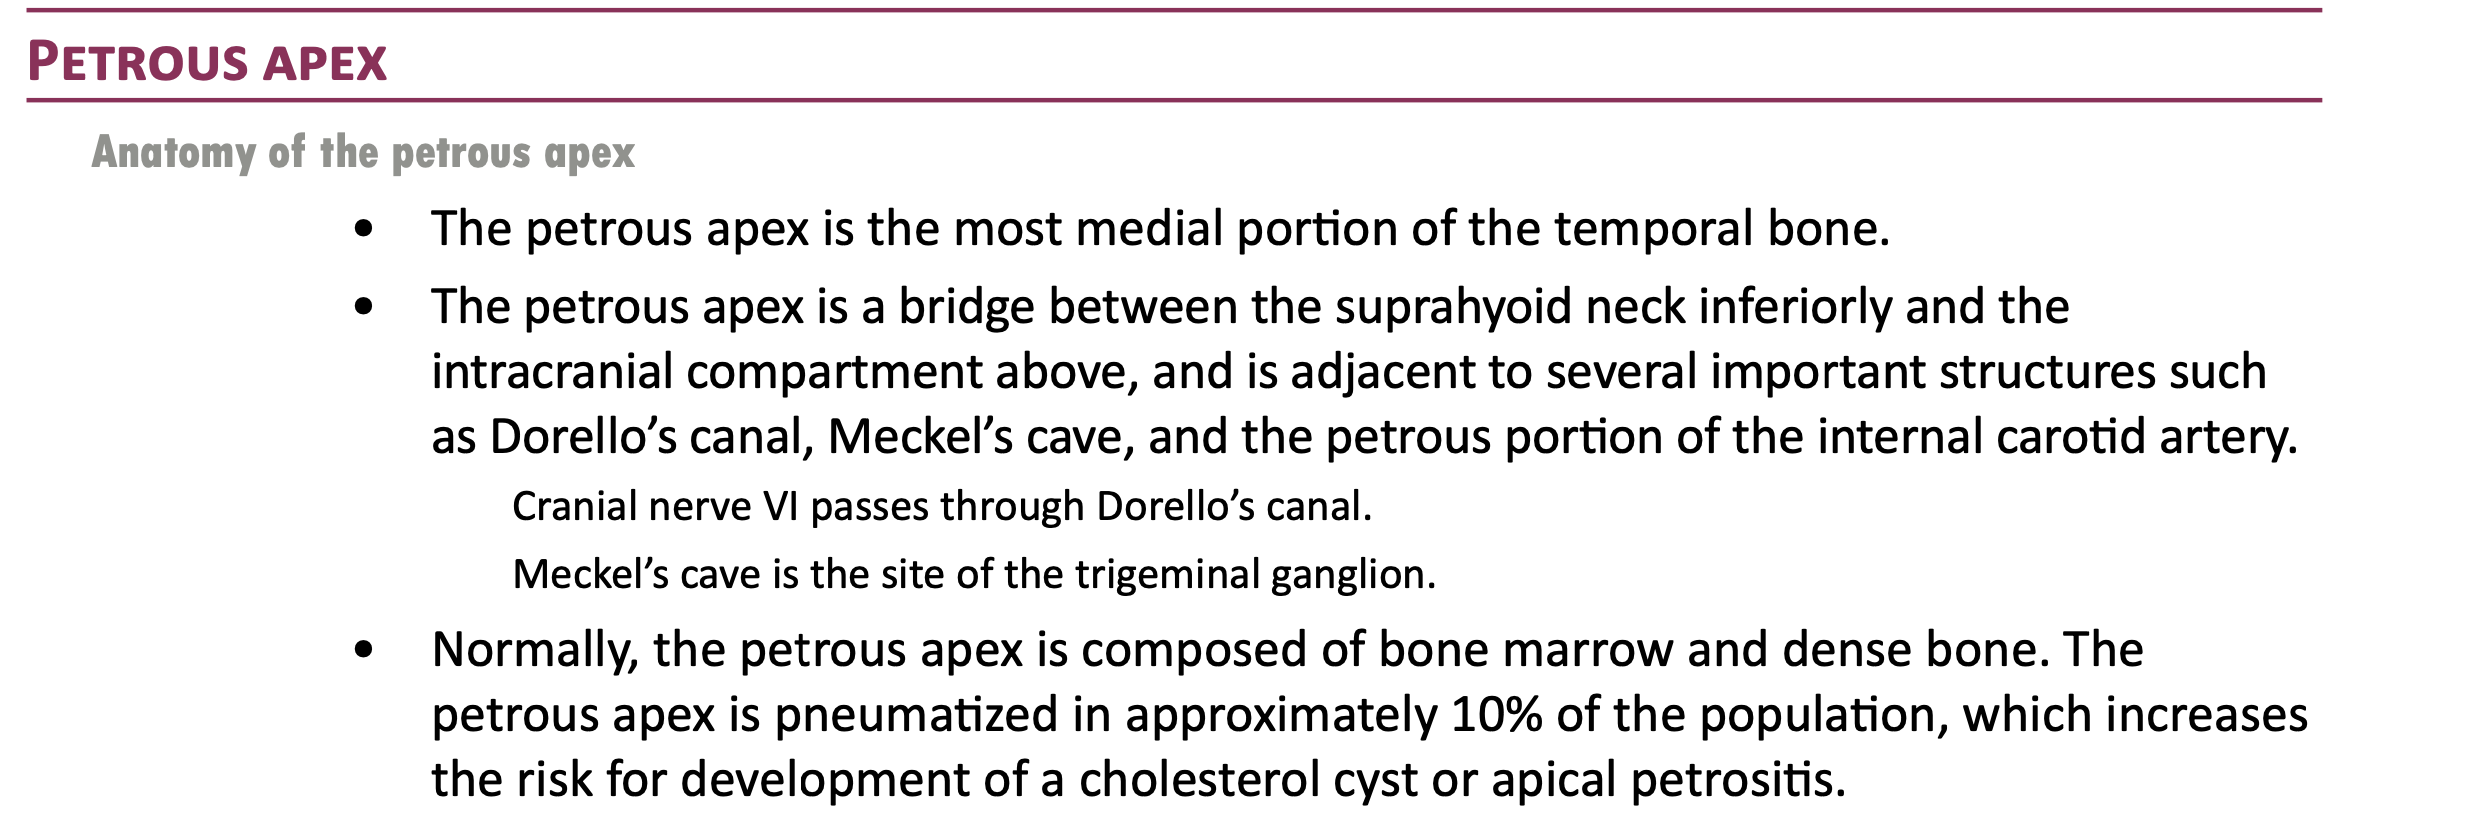 PETROUS APEX
Anatomy of the petrous apex
• The petrous apex is the most medial portion of the temporal bone.
• The petrous apex is a bridge between the suprahyoid neck inferiorly and the
intracranial compartment above, and is adjacent to several important structures such
as Dorello’s canal, Meckel’s cave, and the petrous portion of the internal carotid artery.
Cranial nerve VI passes through Dorello’s canal.
Meckel’s cave is the site of the trigeminal ganglion.
• Normally, the petrous apex is composed of bone marrow and dense bone. The
petrous apex is pneumatized in approximately 10% of the population, which increases
the risk for development of a cholesterol cyst or apical petrositis.